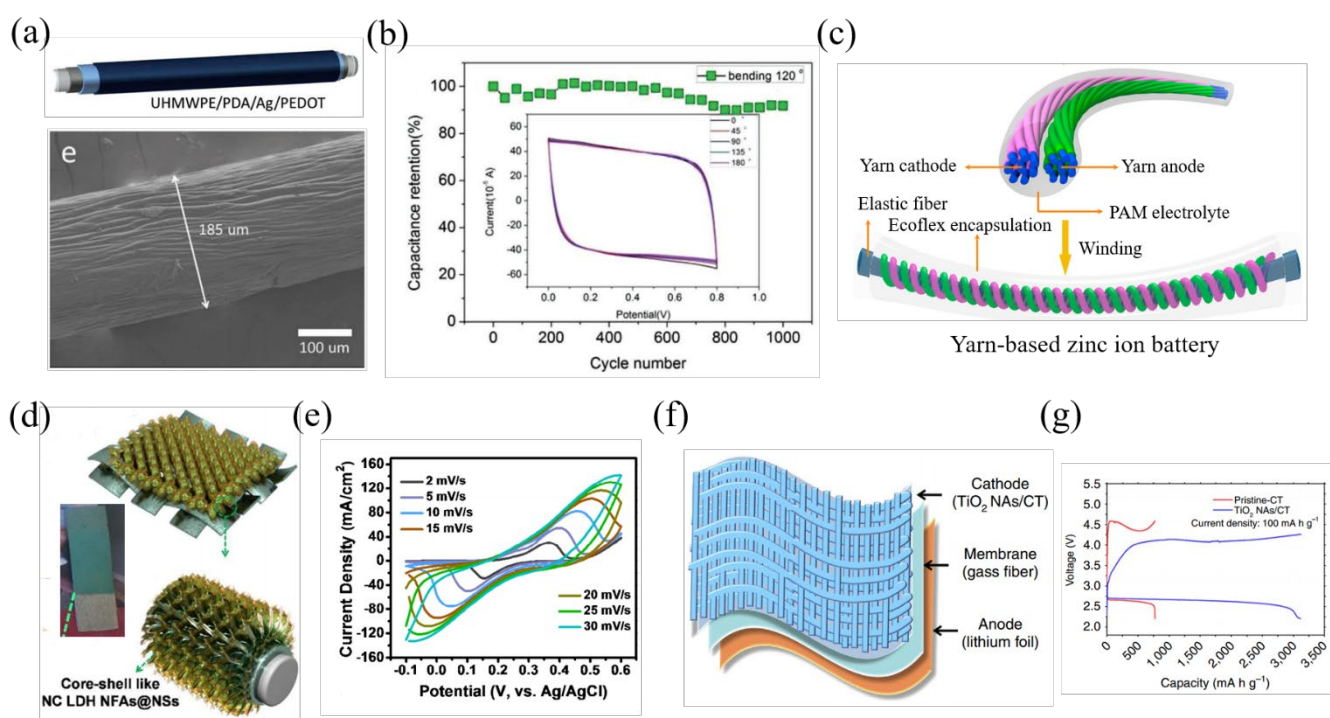 (a)
UHMWPE/PDA/Ag/PEDOT
e
185 um
100 um
(b)
bending 120 °
Capacitance retention(%)
100
80
60
40
20
0
0 200 400 600 800 1000
Cycle number
0 °
45 °
90 °
135 °
180 °
Current(10⁻⁵ A)
60
40
20
0
-20
-40
-60
0.0 0.2 0.4 0.6 0.8 1.0
Potential(V)
(c)
Yarn cathode
Yarn anode
Elastic fiber
Ecoflex encapsulation
PAM electrolyte
Winding
Yarn-based zinc ion battery
(d)
Core-shell like
NC LDH NFAs@NSs
(e)
Current Density (mA/cm²)
160
120
80
40
0
-40
-80
-120
-160
2 mV/s
5 mV/s
10 mV/s
15 mV/s
20 mV/s
25 mV/s
30 mV/s
-0.1 0.0 0.1 0.2 0.3 0.4 0.5 0.6
Potential (V, vs. Ag/AgCl)
(f)
Cathode
(TiO₂ NAs/CT)
Membrane
(gass fiber)
Anode
(lithium foil)
(g)
Pristine-CT
TiO₂ NAs/CT
Current density: 100 mA h g⁻¹
Voltage (V)
5.5
5.0
4.5
4.0
3.5
3.0
2.5
2.0
0 500 1,000 1,500 2,000 2,500 3,000 3,500
Capacity (mA h g⁻¹)